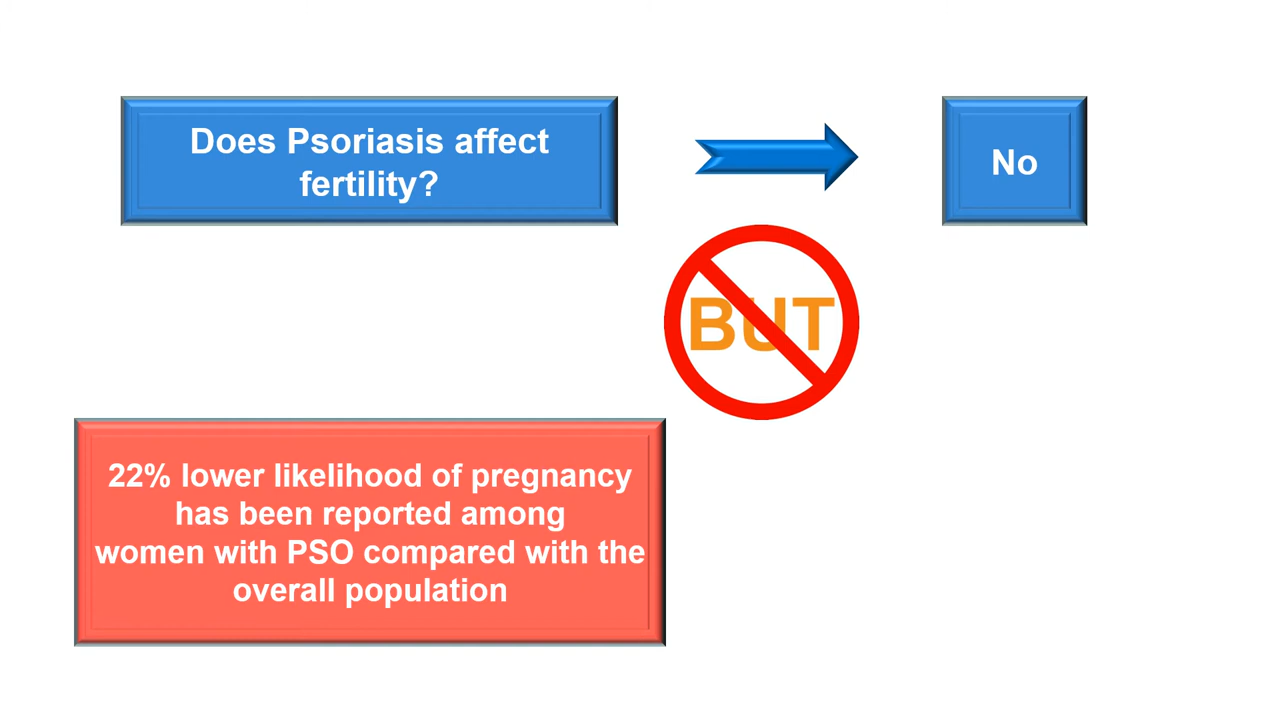 Does Psoriasis affect
fertility?
No
BUT
22% lower likelihood of pregnancy
has been reported among
women with PSO compared with the
overall population